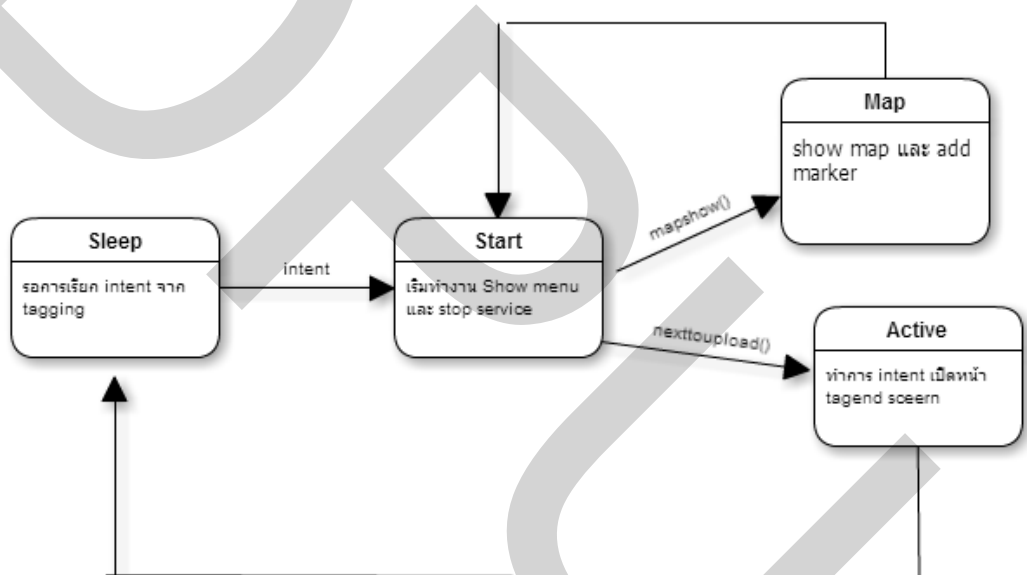 Map
show map และ add
marker
mapshow()
Sleep
รอการเรียก intent จาก
tagging
intent
Start
เริ่มทำงาน Show menu
และ stop service
nexttoupload()
Active
ทำการ intent เปิดหน้า
tagend sceern